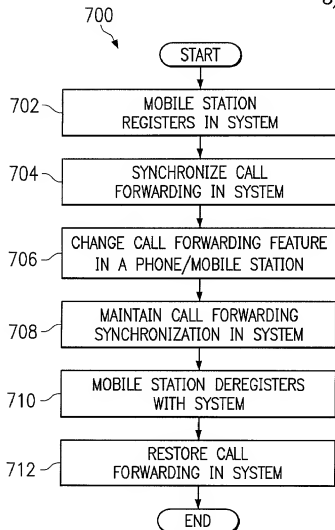 700
START
702
MOBILE STATION
REGISTERS IN SYSTEM
704
SYNCHRONIZE CALL
FORWARDING IN SYSTEM
706
CHANGE CALL FORWARDING FEATURE
IN A PHONE/MOBILE STATION
708
MAINTAIN CALL FORWARDING
SYNCHRONIZATION IN SYSTEM
710
MOBILE STATION DEREGISTERS
WITH SYSTEM
712
RESTORE CALL
FORWARDING IN SYSTEM
END